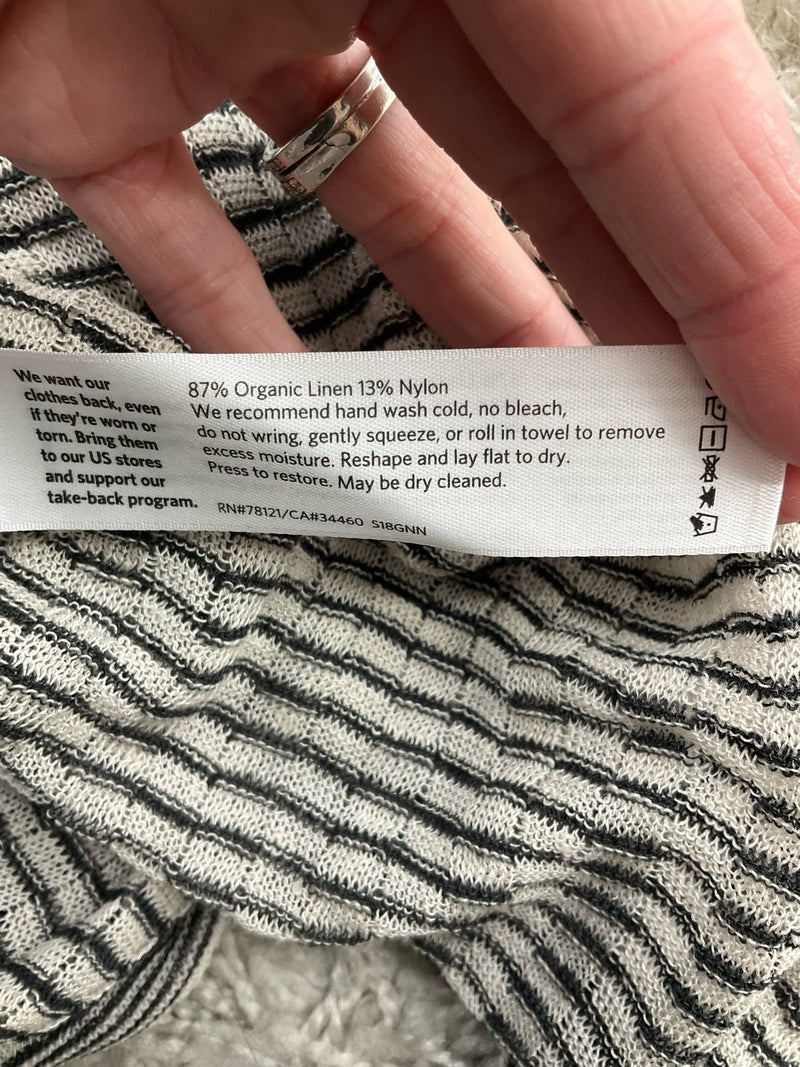 We want our
clothes back, even
if they're worn or
torn. Bring them
to our US stores
and support our
take-back program.
87% Organic Linen 13% Nylon
We recommend hand wash cold, no bleach,
do not wring, gently squeeze, or roll in towel to remove
excess moisture. Reshape and lay flat to dry.
Press to restore. May be dry cleaned.
RN#78121/CA#34460 S18GNN